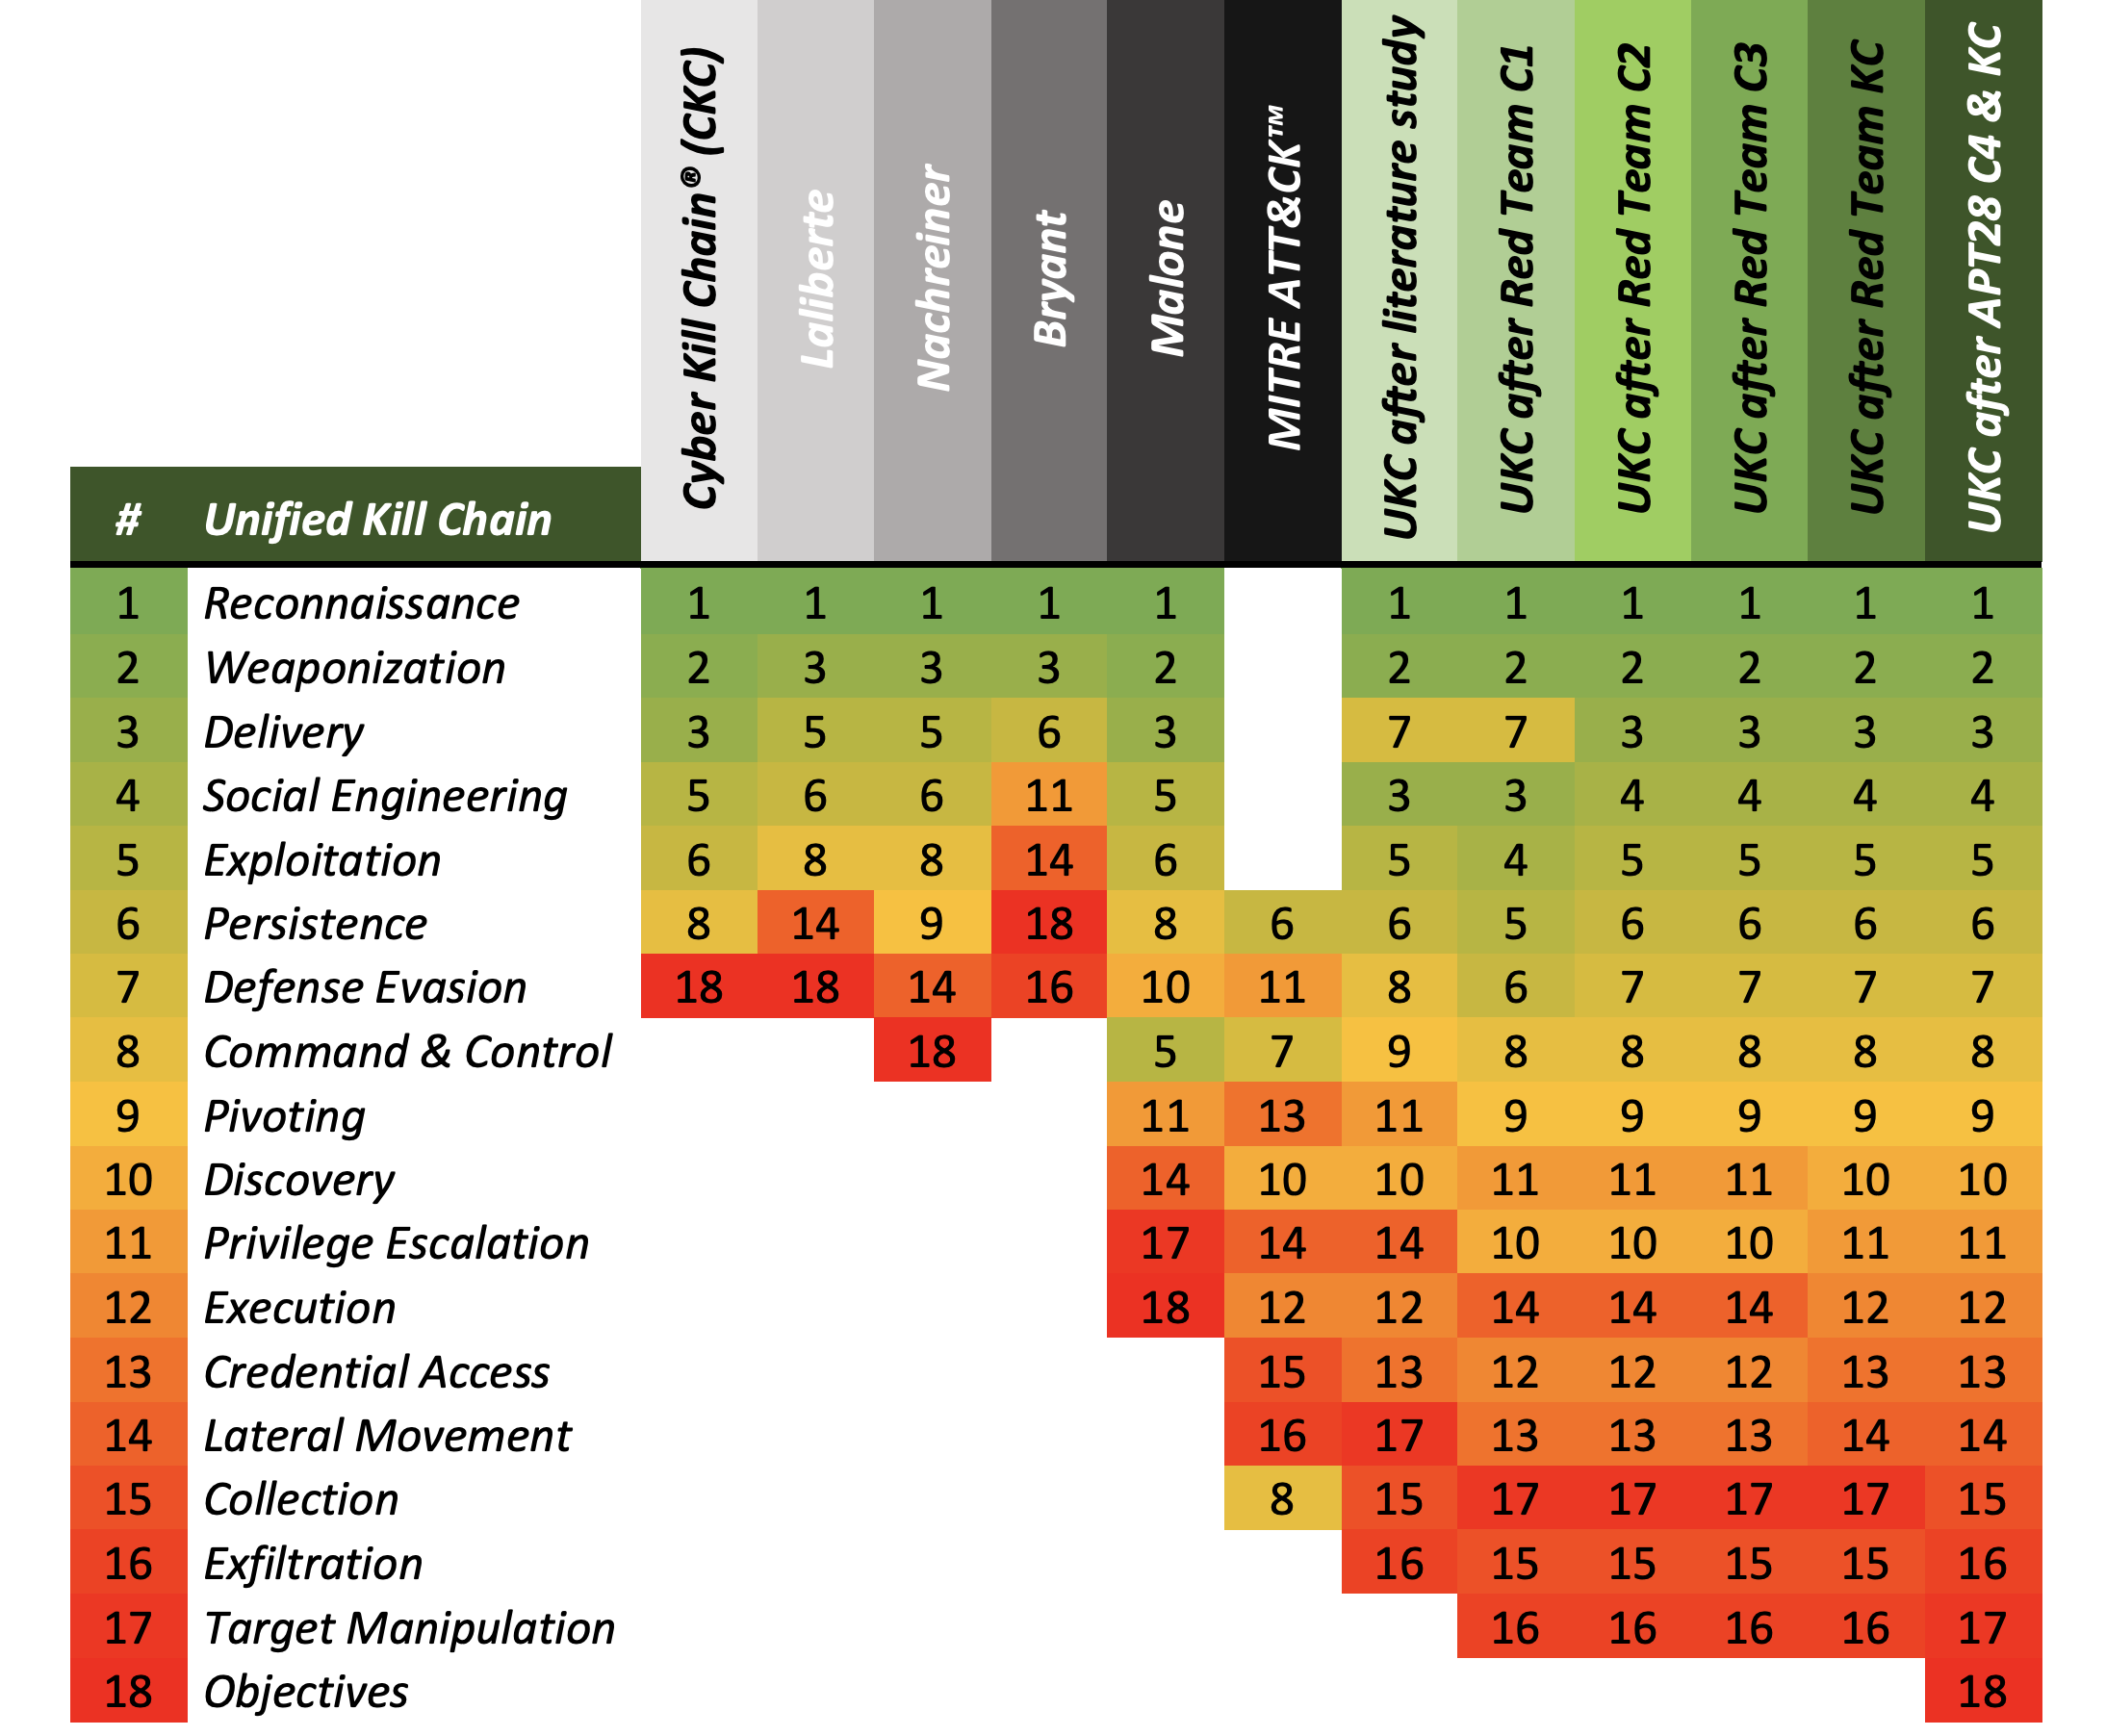 Cyber Kill Chain® (CKC)
Laliberte
Nachreiner
Bryant
Malone
MITRE ATT&CK™
UKC after literature study
UKC after Red Team C1
UKC after Red Team C2
UKC after Red Team C3
UKC after Red Team KC
UKC after APT28 C4 & KC
# Unified Kill Chain
1 Reconnaissance 1 1 1 1 1 1 1 1 1 1 1
2 Weaponization 2 3 3 3 2 2 2 2 2 2 2
3 Delivery 3 5 5 6 3 7 7 3 3 3 3
4 Social Engineering 5 6 6 11 5 3 3 4 4 4 4
5 Exploitation 6 8 8 14 6 5 4 5 5 5 5
6 Persistence 8 14 9 18 8 6 6 5 6 6 6 6
7 Defense Evasion 18 18 14 16 10 11 8 6 7 7 7 7
8 Command & Control 18 5 7 9 8 8 8 8 8
9 Pivoting 11 13 11 9 9 9 9 9
10 Discovery 14 10 10 11 11 11 10 10
11 Privilege Escalation 17 14 14 10 10 10 11 11
12 Execution 18 12 12 14 14 14 12 12
13 Credential Access 15 13 12 12 12 13 13
14 Lateral Movement 16 17 13 13 13 14 14
15 Collection 8 15 17 17 17 17 15
16 Exfiltration 16 15 15 15 15 16
17 Target Manipulation 16 16 16 16 17
18 Objectives 18